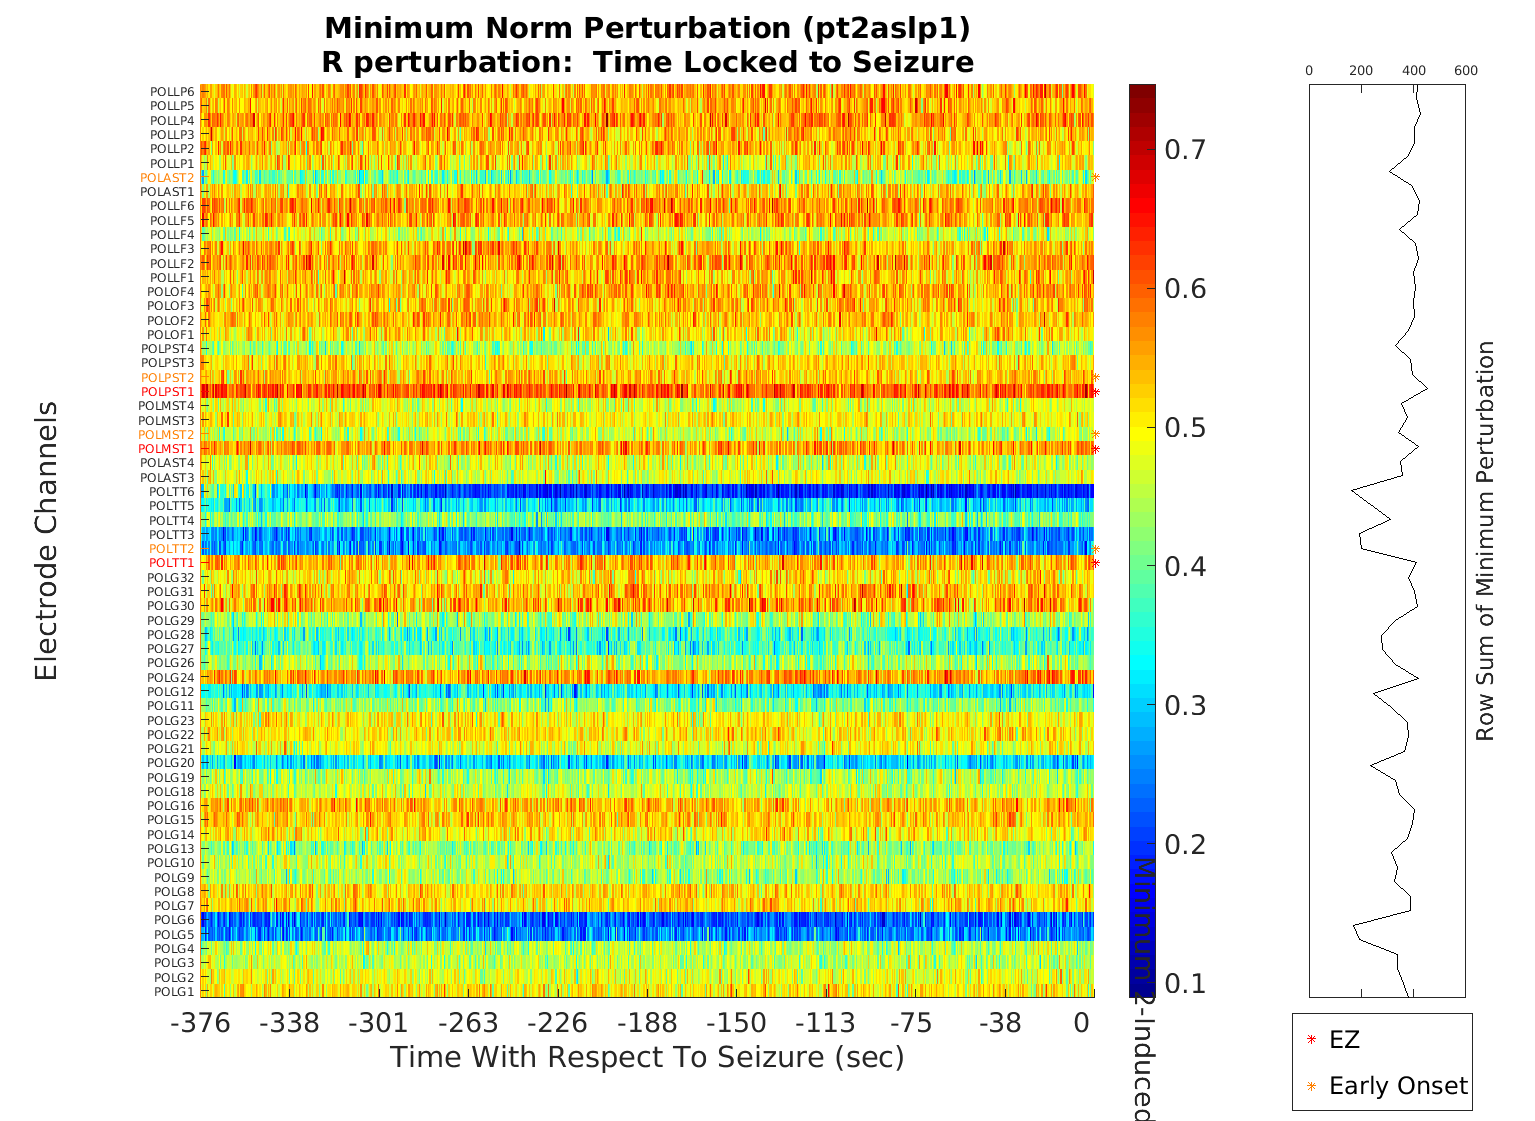 Minimum Norm Perturbation (pt2aslp1)
R perturbation:  Time Locked to Seizure
Electrode Channels
POLLP6
POLLP5
POLLP4
POLLP3
POLLP2
POLLP1
POLAST2
POLAST1
POLLF6
POLLF5
POLLF4
POLLF3
POLLF2
POLLF1
POLOF4
POLOF3
POLOF2
POLOF1
POLPST4
POLPST3
POLPST2
POLPST1
POLMST4
POLMST3
POLMST2
POLMST1
POLAST4
POLAST3
POLTT6
POLTT5
POLTT4
POLTT3
POLTT2
POLTT1
POLG32
POLG31
POLG30
POLG29
POLG28
POLG27
POLG26
POLG24
POLG12
POLG11
POLG23
POLG22
POLG21
POLG20
POLG19
POLG18
POLG16
POLG15
POLG14
POLG13
POLG10
POLG9
POLG8
POLG7
POLG6
POLG5
POLG4
POLG3
POLG2
POLG1
-376 -338 -301 -263 -226 -188 -150 -113 -75 -38 0
Time With Respect To Seizure (sec)
0.7
0.6
0.5
0.4
0.3
0.2
0.1
Minimum 2-Induced
0 200 400 600
Row Sum of Minimum Perturbation
EZ
Early Onset